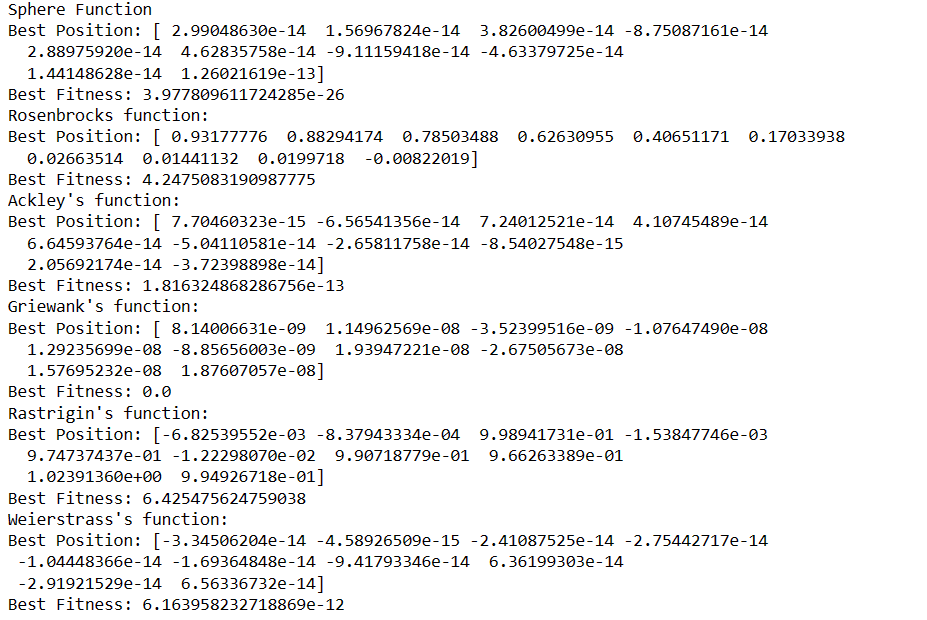 Sphere Function
Best Position: [ 2.99048630e-14  1.56967824e-14  3.82600499e-14 -8.75087161e-14
  2.88975920e-14  4.62835758e-14 -9.11159418e-14 -4.63379725e-14
  1.44148628e-14  1.26021619e-13]
Best Fitness: 3.977809611724285e-26
Rosenbrocks function:
Best Position: [ 0.93177776  0.88294174  0.78503488  0.62630955  0.40651171  0.17033938
  0.02663514  0.01441132  0.0199718  -0.00822019]
Best Fitness: 4.2475083190987775
Ackley's function:
Best Position: [ 7.70460323e-15 -6.56541356e-14  7.24012521e-14  4.10745489e-14
  6.64593764e-14 -5.04110581e-14 -2.65811758e-14 -8.54027548e-15
  2.05692174e-14 -3.72398898e-14]
Best Fitness: 1.816324868286756e-13
Griewank's function:
Best Position: [ 8.14006631e-09  1.14962569e-08 -3.52399516e-09 -1.07647490e-08
  1.29235699e-08 -8.85656003e-09  1.93947221e-08 -2.67505673e-08
  1.57695232e-08  1.87607057e-08]
Best Fitness: 0.0
Rastrigin's function:
Best Position: [-6.82539552e-03 -8.37943334e-04  9.98941731e-01 -1.53847746e-03
  9.74737437e-01 -1.22298070e-02  9.90718779e-01  9.66263389e-01
  1.02391360e+00  9.94926718e-01]
Best Fitness: 6.425475624759038
Weierstrass's function:
Best Position: [-3.34506204e-14 -4.58926509e-15 -2.41087525e-14 -2.75442717e-14
 -1.04448366e-14 -1.69364848e-14 -9.41793346e-14  6.36199303e-14
 -2.91921529e-14  6.56336732e-14]
Best Fitness: 6.163958232718869e-12